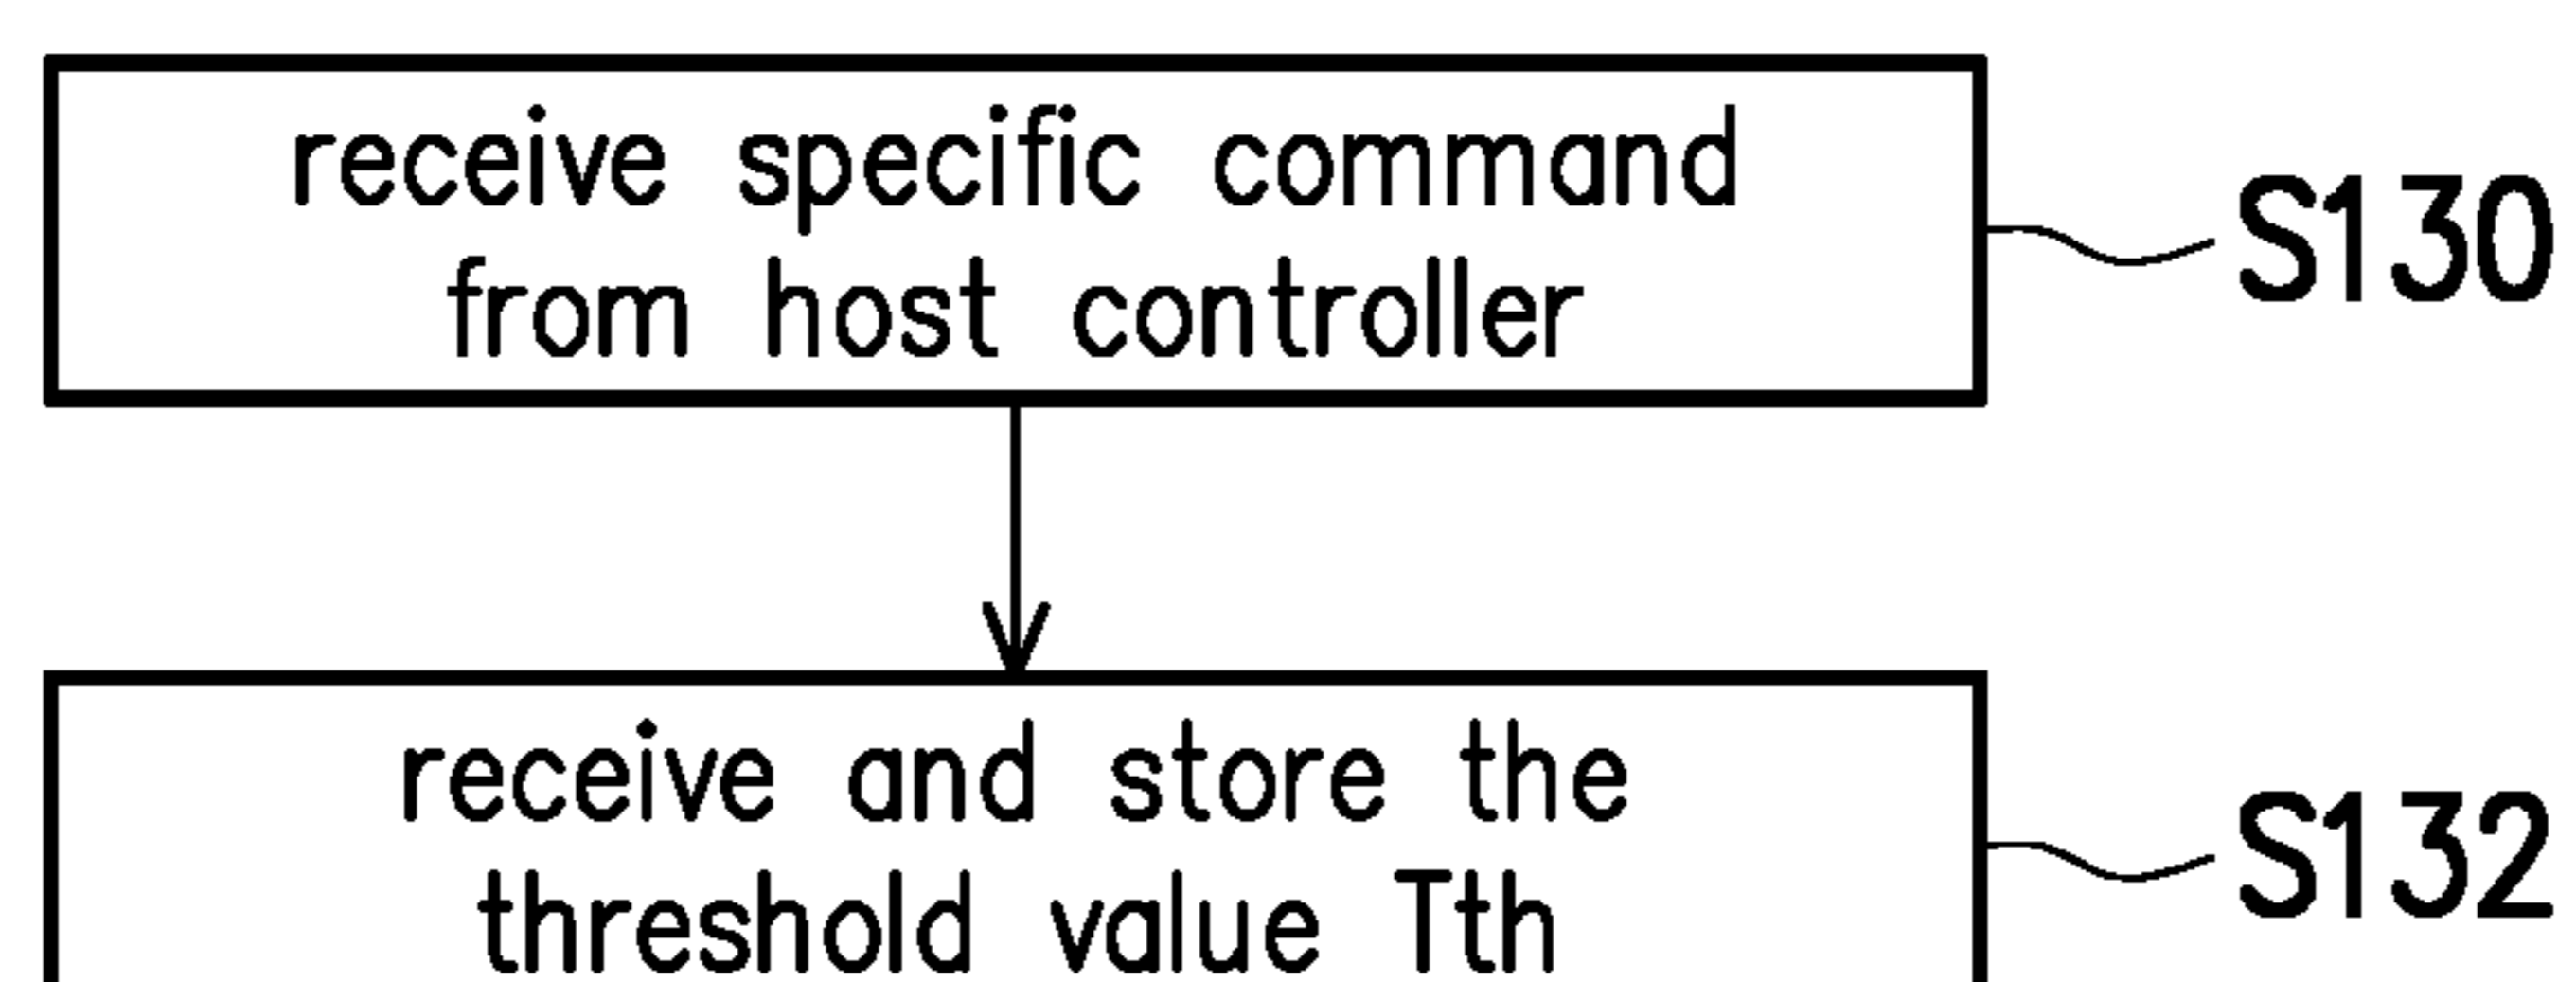 receive specific command
from host controller
S130
receive and store the
threshold value Tth
S132